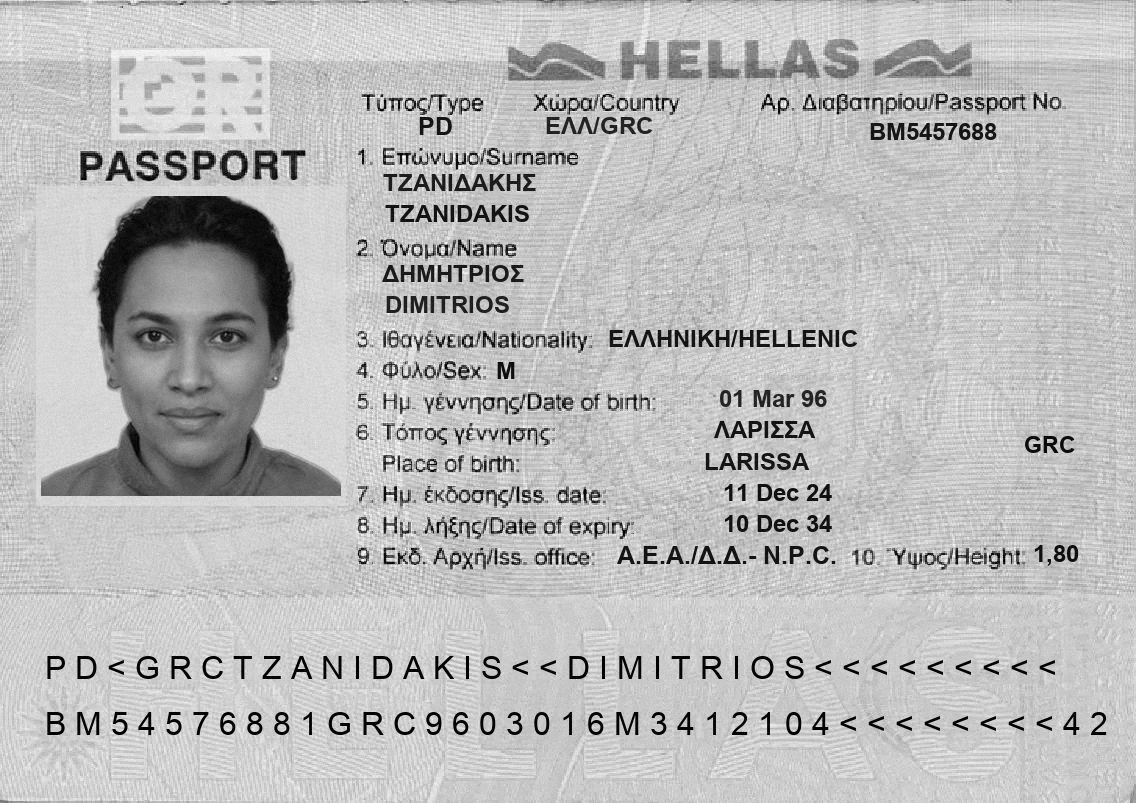 GR
HELLAS
PASSPORT
Τύπος/Type Χώρα/Country Αρ. Διαβατηρίου/Passport No.
PD ΕΛΛ/GRC BM5457688
1. Επώνυμο/Surname
ΤΖΑΝΙΔΑΚΗΣ
TZANIDAKIS
2. Όνομα/Name
ΔΗΜΗΤΡΙΟΣ
DIMITRIOS
3. Ιθαγένεια/Nationality: ΕΛΛΗΝΙΚΗ/HELLENIC
4. Φύλο/Sex: M
5. Ημ. γέννησης/Date of birth: 01 Mar 96
6. Τόπος γέννησης: ΛΑΡΙΣΣΑ
Place of birth: LARISSA GRC
7. Ημ. έκδοσης/Iss. date: 11 Dec 24
8. Ημ. λήξης/Date of expiry: 10 Dec 34
9 Εκδ. Αρχή/Iss. office: Α.Ε.Α./Δ.Δ.- N.P.C. 10. Ύψος/Height: 1,80
HELLAS
PD<GRCTZANIDAKIS<<DIMITRIOS<<<<<<<<<
BM54576881GRC9603016M3412104<<<<<<<<42